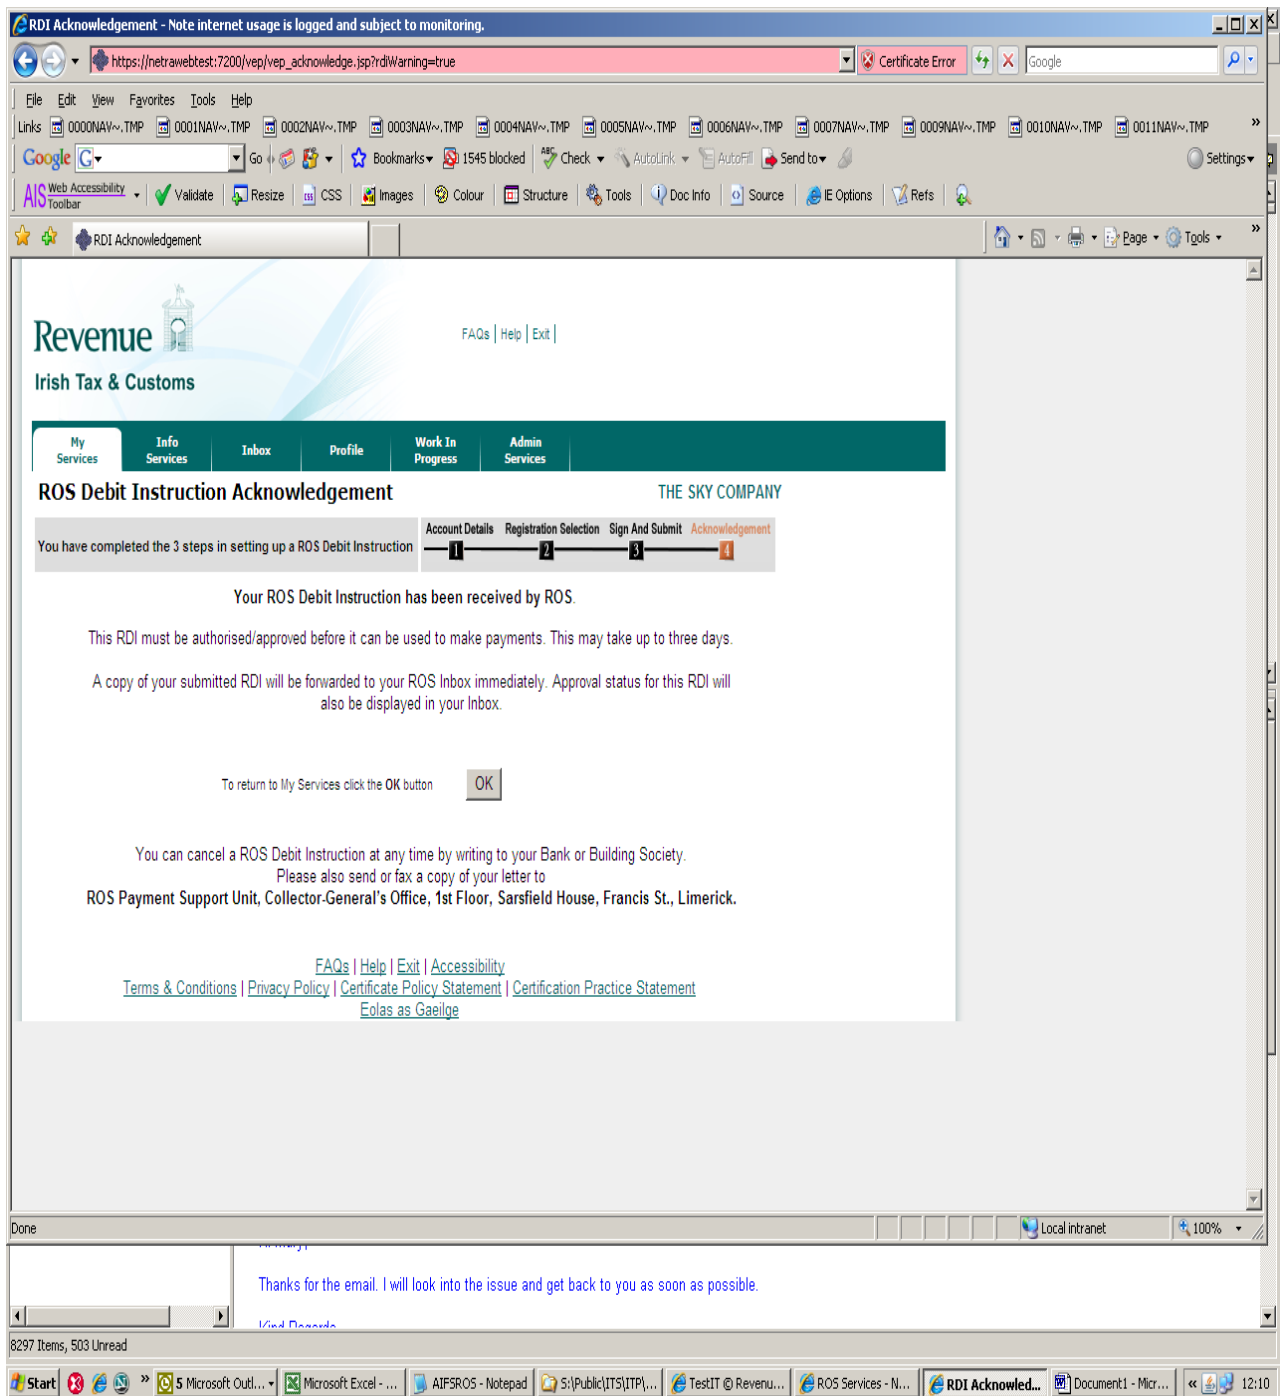 RDI Acknowledgement - Note internet usage is logged and subject to monitoring.
https://netrawebtest:7200/vep/vep_acknowledge.jsp?rdiWarning=true
Certificate Error
Google
File Edit View Favorites Tools Help
Links 0000NAV~.TMP 0001NAV~.TMP 0002NAV~.TMP 0003NAV~.TMP 0004NAV~.TMP 0005NAV~.TMP 0006NAV~.TMP 0007NAV~.TMP 0009NAV~.TMP 0010NAV~.TMP 0011NAV~.TMP »
Google G Go Bookmarks 1545 blocked ABC Check AutoLink AutoFill Send to Settings
AIS Web Accessibility Toolbar Validate Resize CSS Images Colour Structure Tools Doc Info Source IE Options Refs
RDI Acknowledgement Page Tools »
Revenue
FAQs | Help | Exit |
Irish Tax & Customs
My Services Info Services Inbox Profile Work In Progress Admin Services
ROS Debit Instruction Acknowledgement THE SKY COMPANY
Account Details Registration Selection Sign And Submit Acknowledgement
You have completed the 3 steps in setting up a ROS Debit Instruction 1 2 3 4
Your ROS Debit Instruction has been received by ROS.
This RDI must be authorised/approved before it can be used to make payments. This may take up to three days.
A copy of your submitted RDI will be forwarded to your ROS Inbox immediately. Approval status for this RDI will
also be displayed in your Inbox.
To return to My Services click the OK button OK
You can cancel a ROS Debit Instruction at any time by writing to your Bank or Building Society.
Please also send or fax a copy of your letter to
ROS Payment Support Unit, Collector-General's Office, 1st Floor, Sarsfield House, Francis St., Limerick.
FAQs | Help | Exit | Accessibility
Terms & Conditions | Privacy Policy | Certificate Policy Statement | Certification Practice Statement
Eolas as Gaeilge
Done Local intranet 100%
Thanks for the email. I will look into the issue and get back to you as soon as possible.
Kind Regards
8297 Items, 503 Unread
Start » 5 Microsoft Outl... Microsoft Excel - ... AIFSROS - Notepad S:\Public\ITS\ITP\... TestIT © Revenu... ROS Services - N... RDI Acknowled... Document1 - Micr... « 12:10